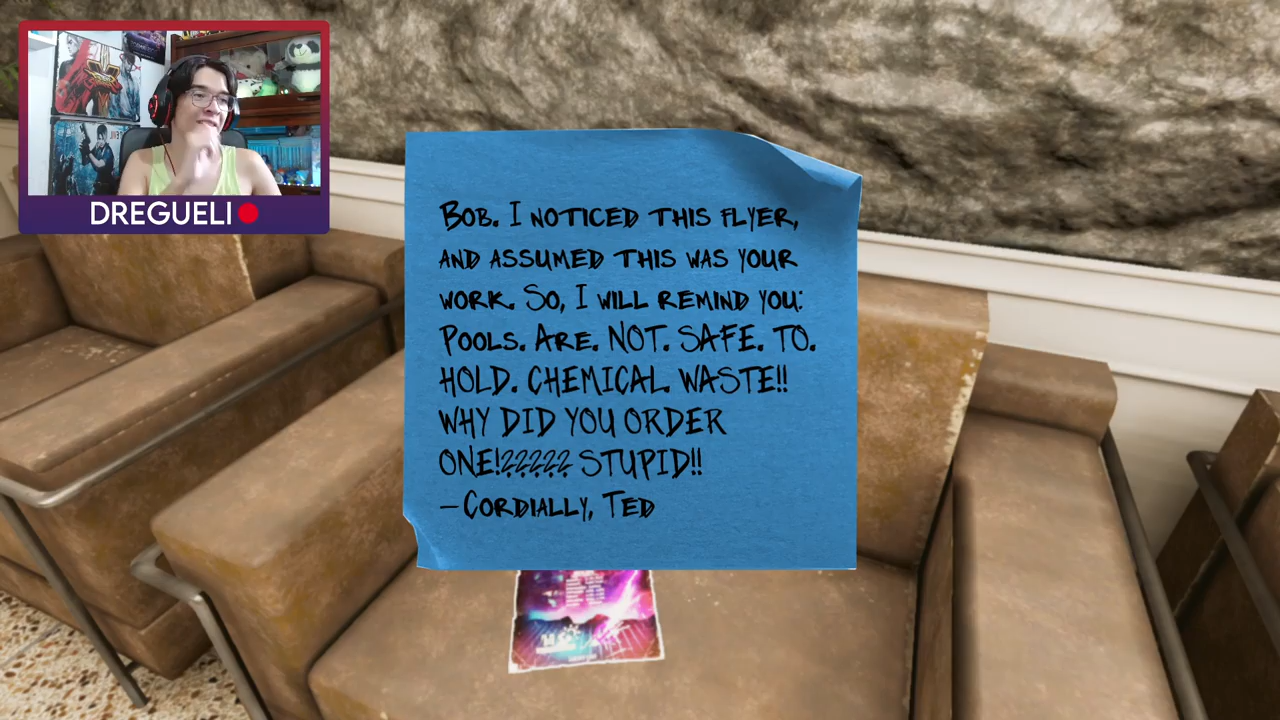 DREGUELI
BOB. I NOTICED THIS FLYER,
AND ASSUMED THIS WAS YOUR
WORK. SO, I WILL REMIND YOU:
POOLS. ARE. NOT. SAFE. TO.
HOLD. CHEMICAL. WASTE!!
WHY DID YOU ORDER
ONE!????? STUPID!!
–CORDIALLY, TED